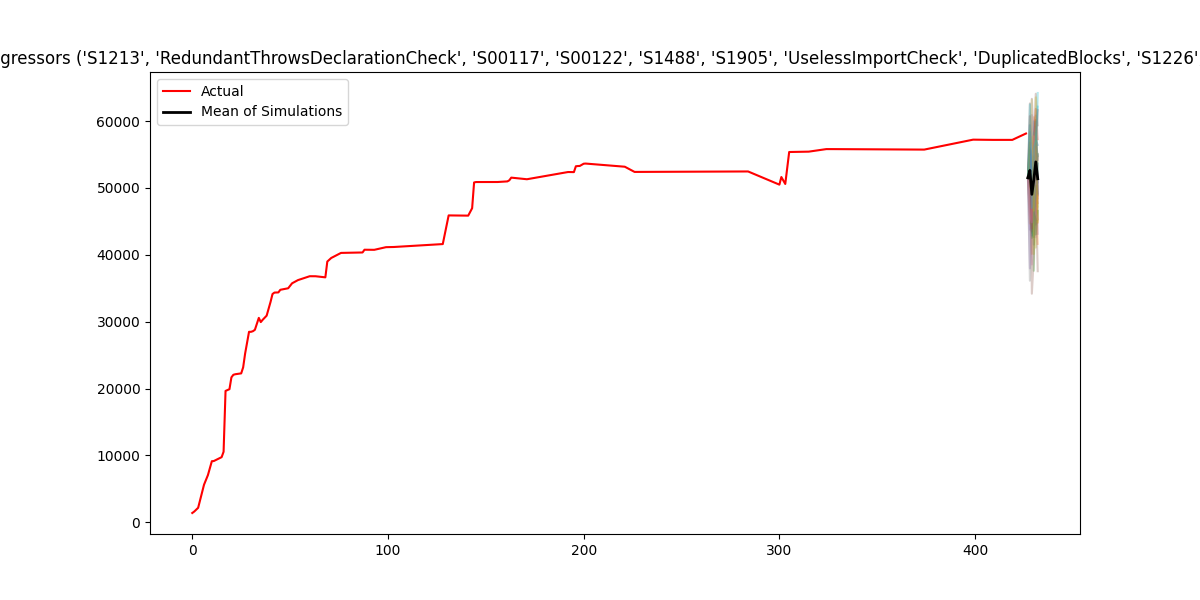 gressors ('S1213', 'RedundantThrowsDeclarationCheck', 'S00117', 'S00122', 'S1488', 'S1905', 'UselessImportCheck', 'DuplicatedBlocks', 'S1226'
Actual
Mean of Simulations
60000
50000
40000
30000
20000
10000
0
0 100 200 300 400